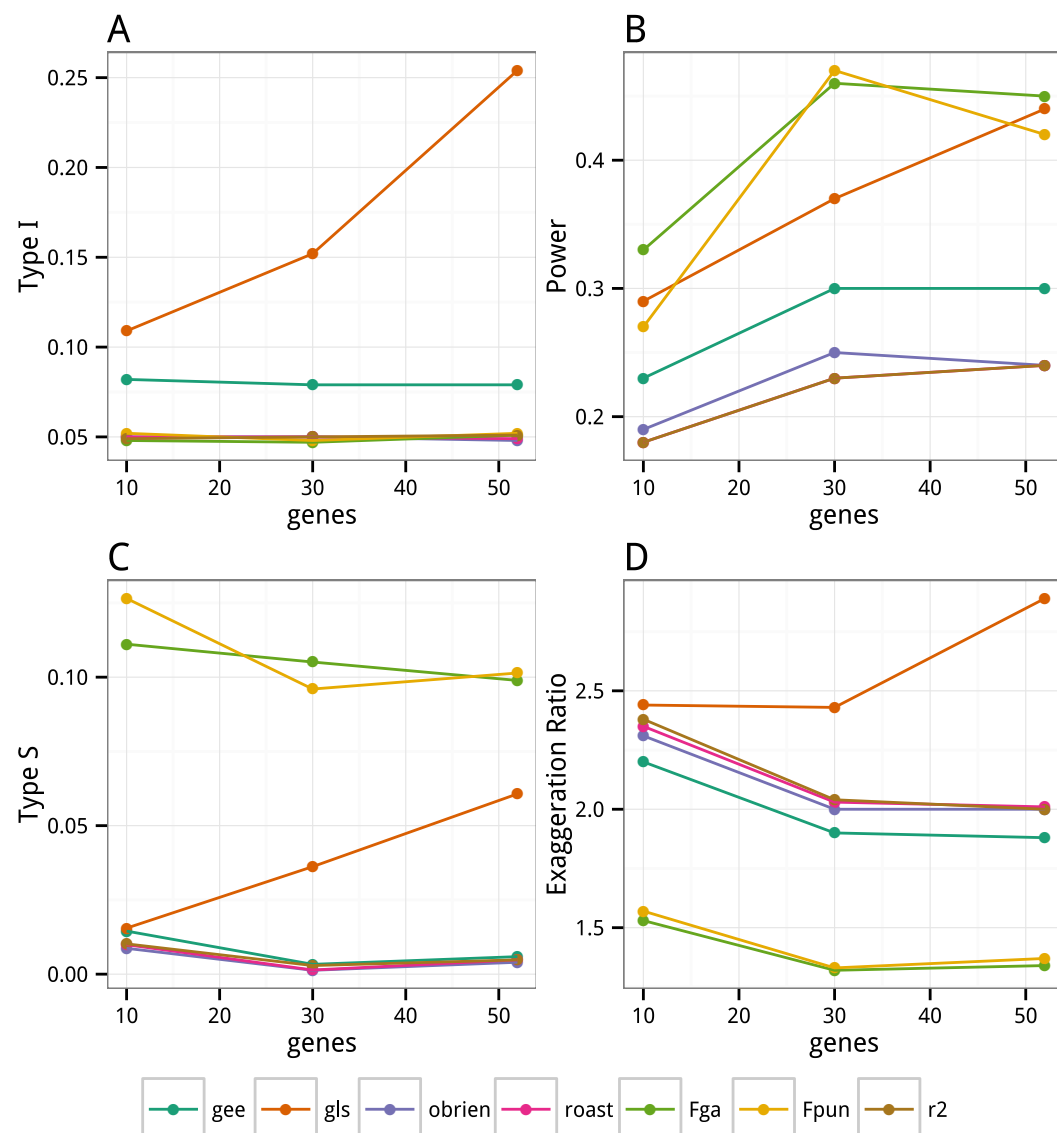 A
Type I
0.25
0.20
0.15
0.10
0.05
10 20 30 40 50
genes
B
Power
0.4
0.3
0.2
10 20 30 40 50
genes
C
Type S
0.10
0.05
0.00
10 20 30 40 50
genes
D
Exaggeration Ratio
2.5
2.0
1.5
10 20 30 40 50
genes
gee gls obrien roast Fga Fpun r2